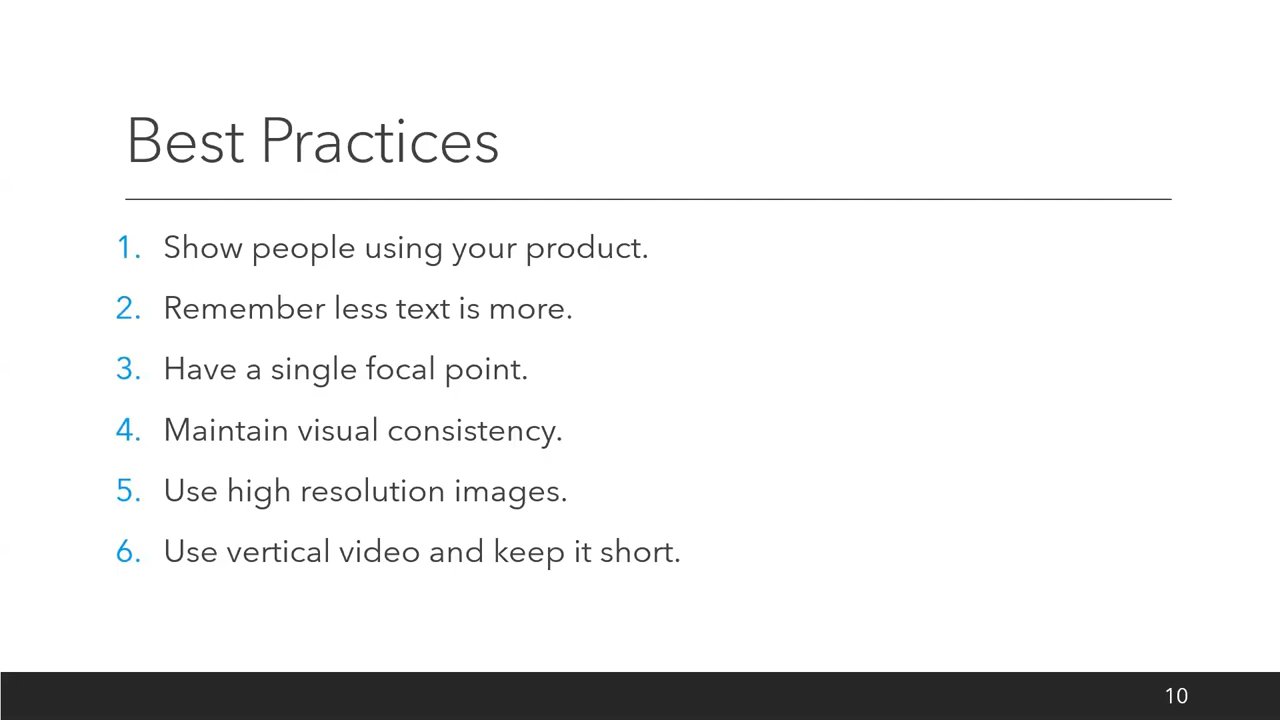 Best Practices
1. Show people using your product.
2. Remember less text is more.
3. Have a single focal point.
4. Maintain visual consistency.
5. Use high resolution images.
6. Use vertical video and keep it short.
10